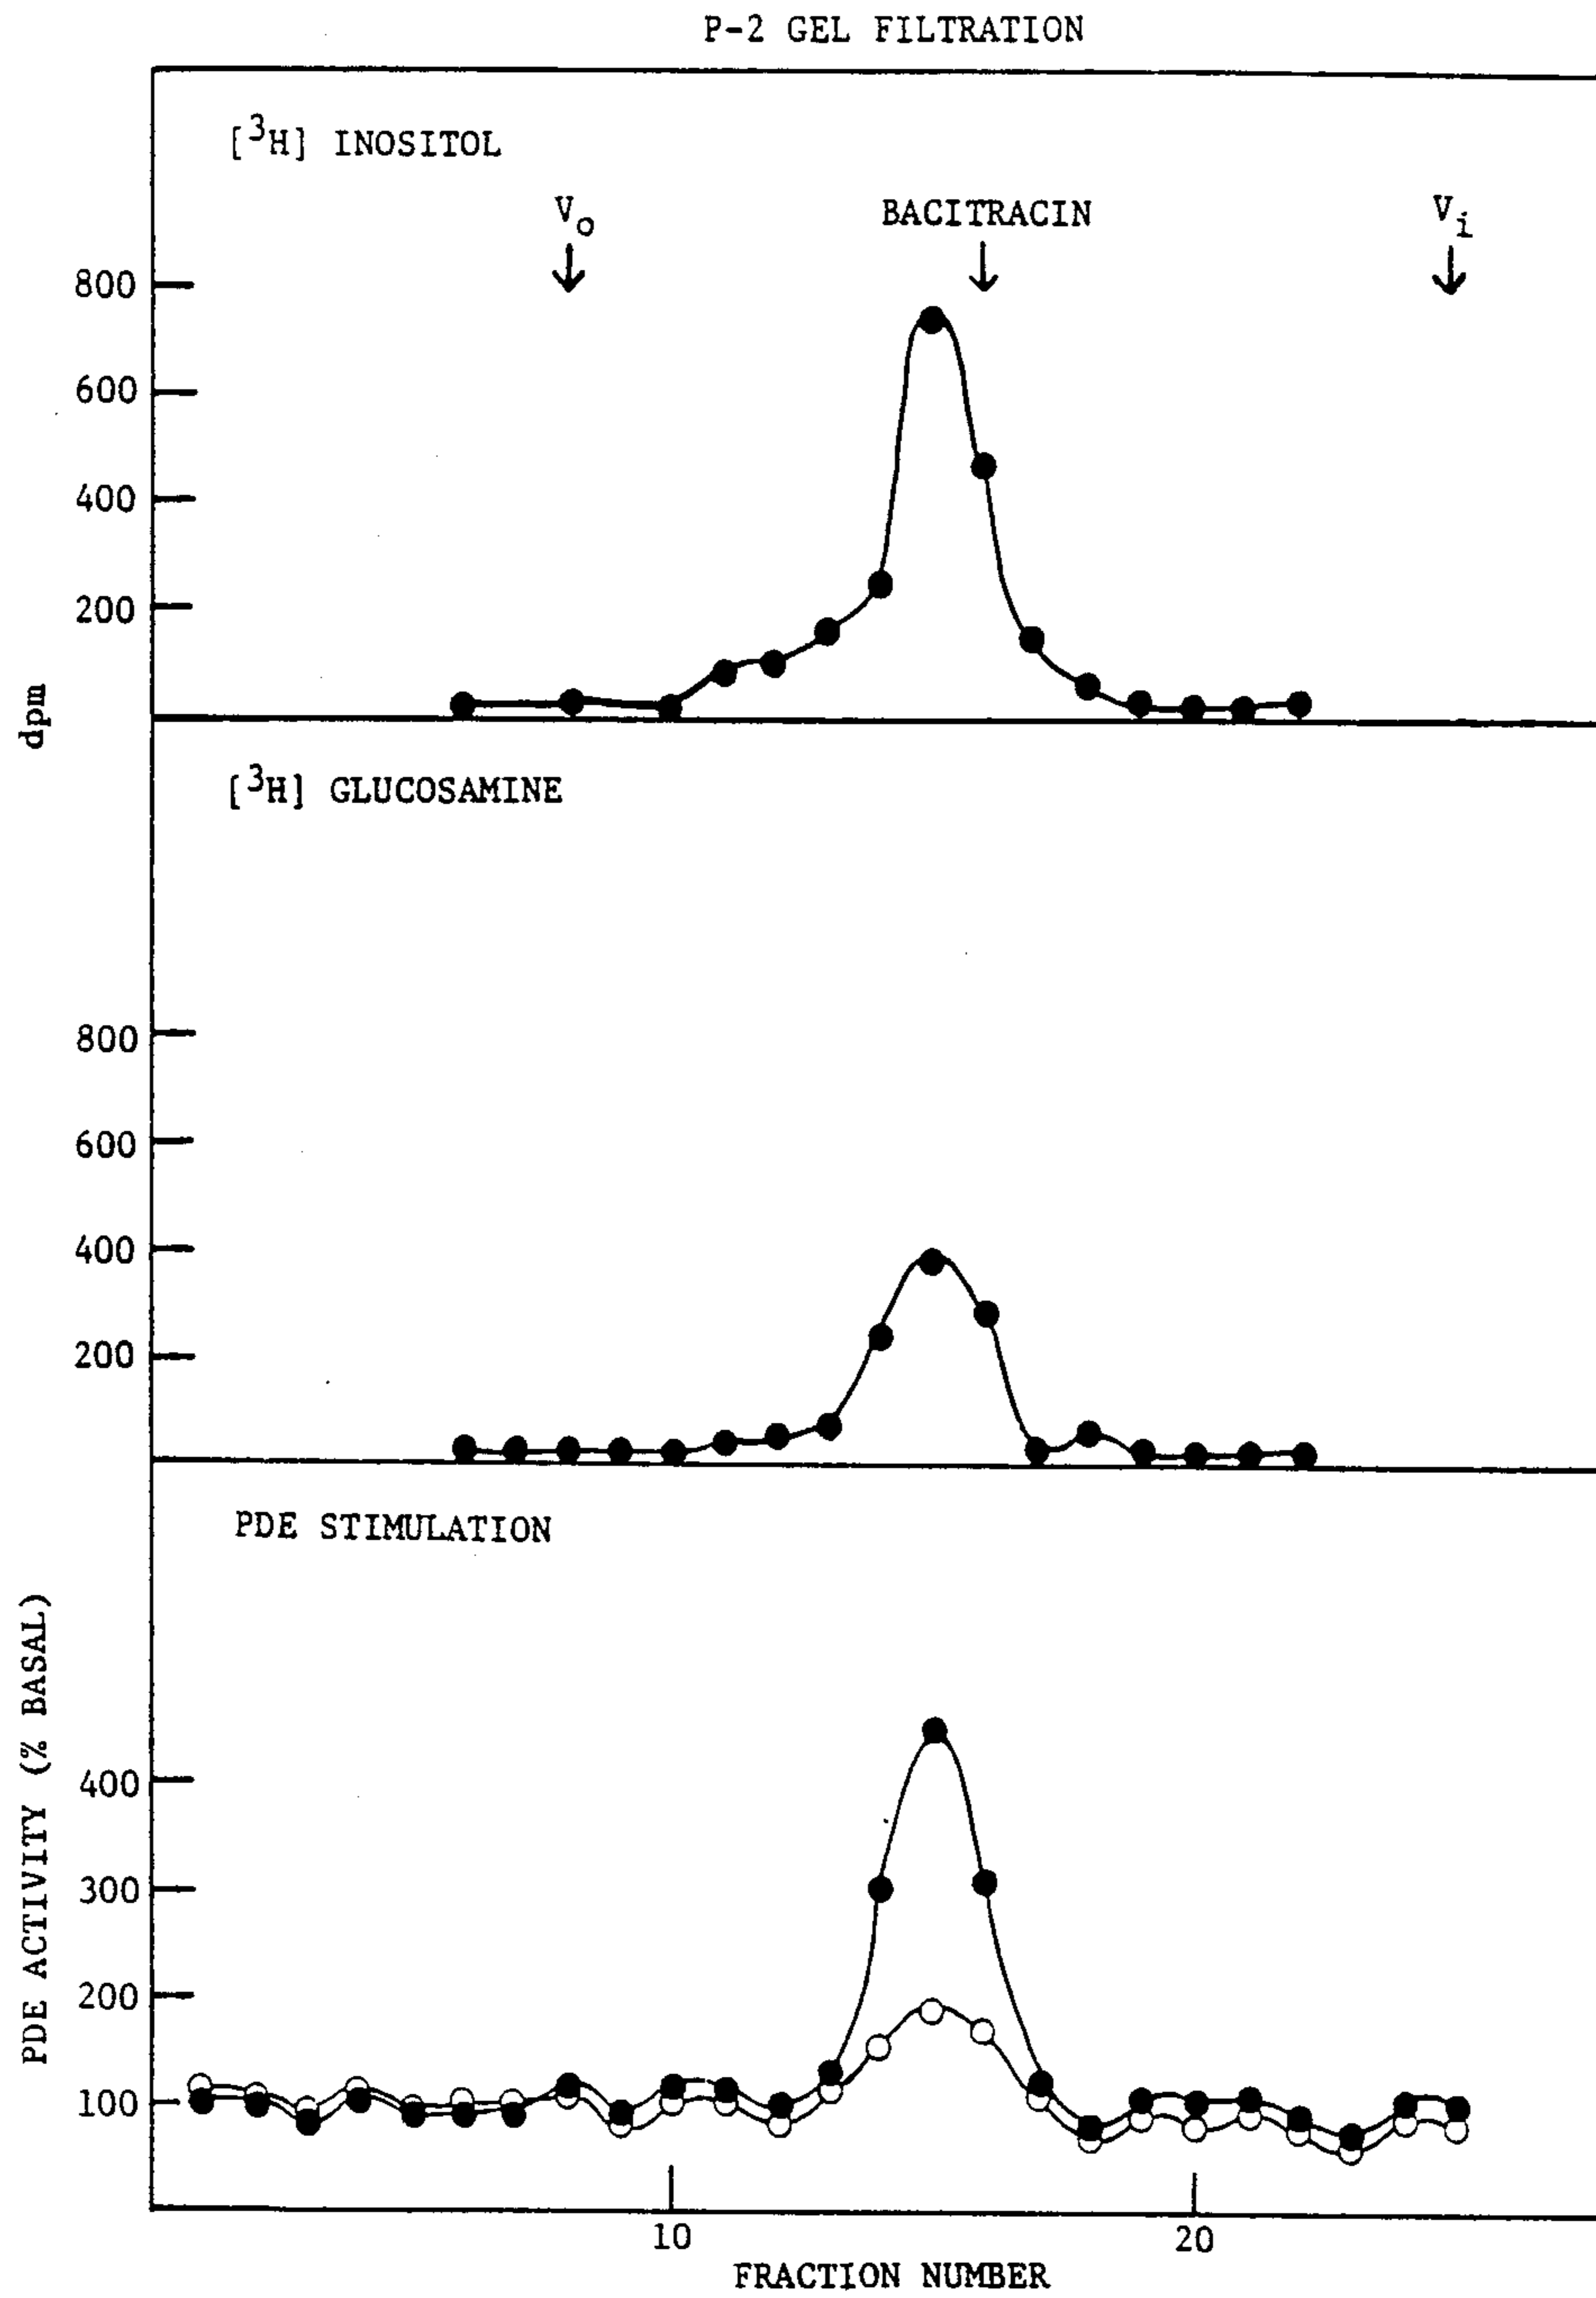 P-2 GEL FILTRATION
[³H] INOSITOL
V₀ BACITRACIN Vᵢ
800
600
400
200
dpm
[³H] GLUCOSAMINE
800
600
400
200
PDE STIMULATION
PDE ACTIVITY (% BASAL)
400
300
200
100
10 20
FRACTION NUMBER